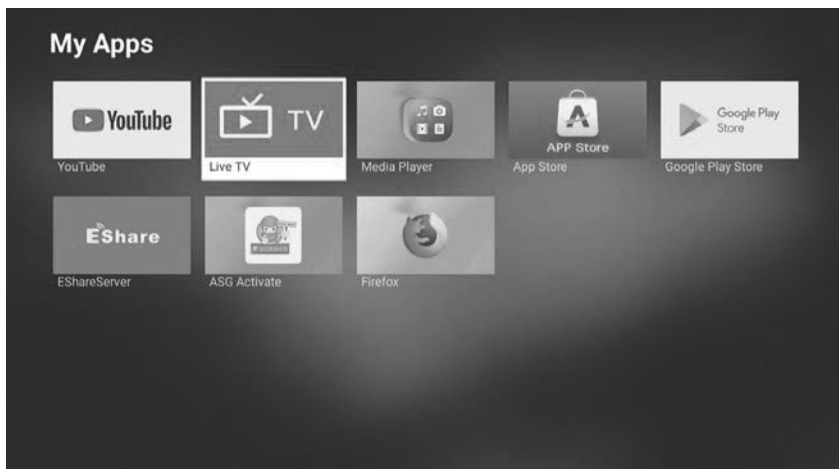 My Apps
YouTube
TV
APP Store
Google Play
Store
YouTube
Live TV
Media Player
App Store
Google Play Store
EShare
EShareServer
ASG Activate
Firefox